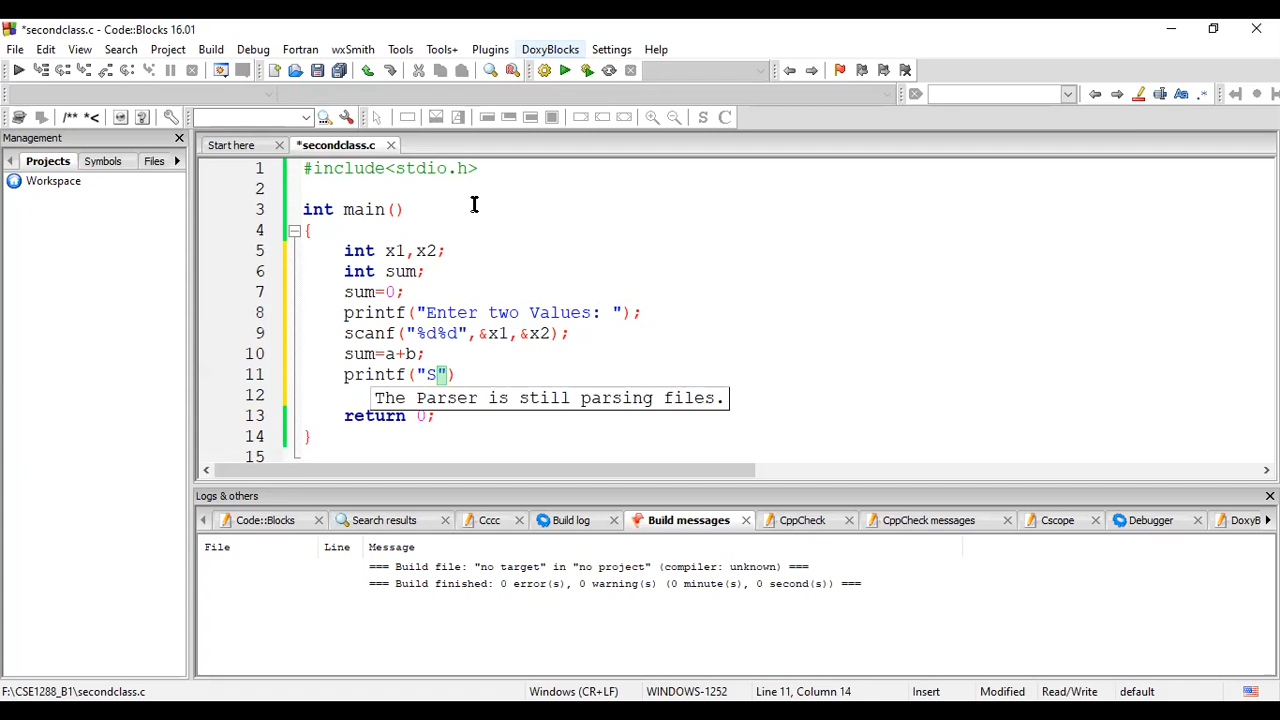 *secondclass.c - Code::Blocks 16.01
File Edit View Search Project Build Debug Fortran wxSmith Tools Tools+ Plugins DoxyBlocks Settings Help
/** *<
S C
Management
Projects Symbols Files
Workspace
Start here *secondclass.c
1 #include<stdio.h>
2
3 int main()
4 {
5 int x1,x2;
6 int sum;
7 sum=0;
8 printf("Enter two Values: ");
9 scanf("%d%d",&x1,&x2);
10 sum=a+b;
11 printf("S")
12 The Parser is still parsing files.
13 return 0;
14 }
15
Logs & others
Code::Blocks Search results Cccc Build log Build messages CppCheck CppCheck messages Cscope Debugger DoxyB
File Line Message
=== Build file: "no target" in "no project" (compiler: unknown) ===
=== Build finished: 0 error(s), 0 warning(s) (0 minute(s), 0 second(s)) ===
F:\CSE1288_B1\secondclass.c Windows (CR+LF) WINDOWS-1252 Line 11, Column 14 Insert Modified Read/Write default